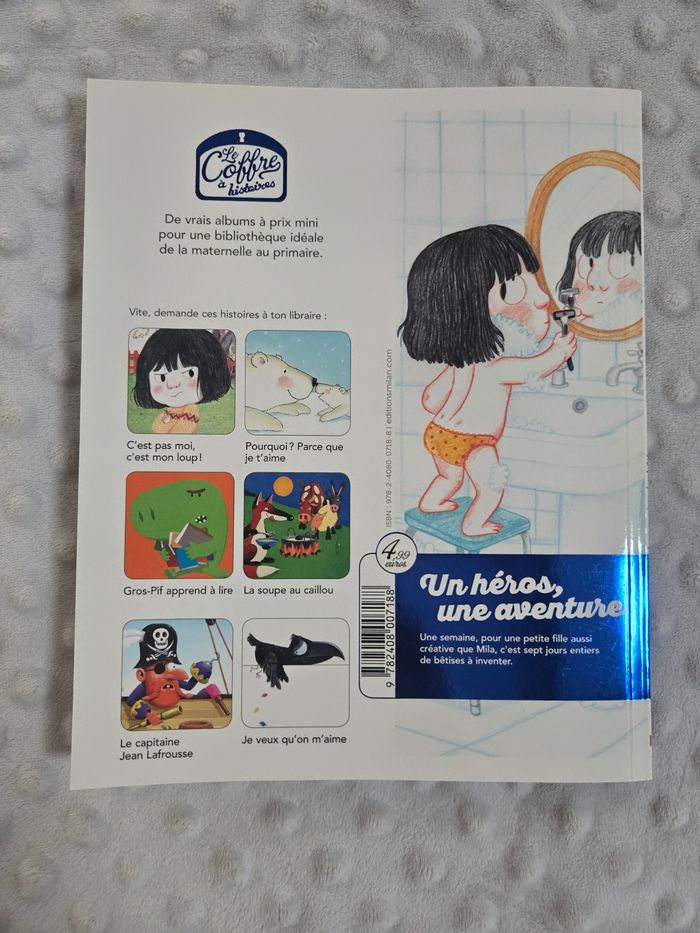 Le
Coffre
à histoires
De vrais albums à prix mini
pour une bibliothèque idéale
de la maternelle au primaire.
Vite, demande ces histoires à ton libraire :
C'est pas moi,
c'est mon loup !
Pourquoi ? Parce que
je t'aime
Gros-Pif apprend à lire
La soupe au caillou
Le capitaine
Jean Lafrousse
Je veux qu'on m'aime
ISBN 978-2-4080-0718-8 | editionsmilan.com
4,99
euros
9 782408 007188
Un héros,
une aventure
Une semaine, pour une petite fille aussi
créative que Mila, c'est sept jours entiers
de bêtises à inventer.